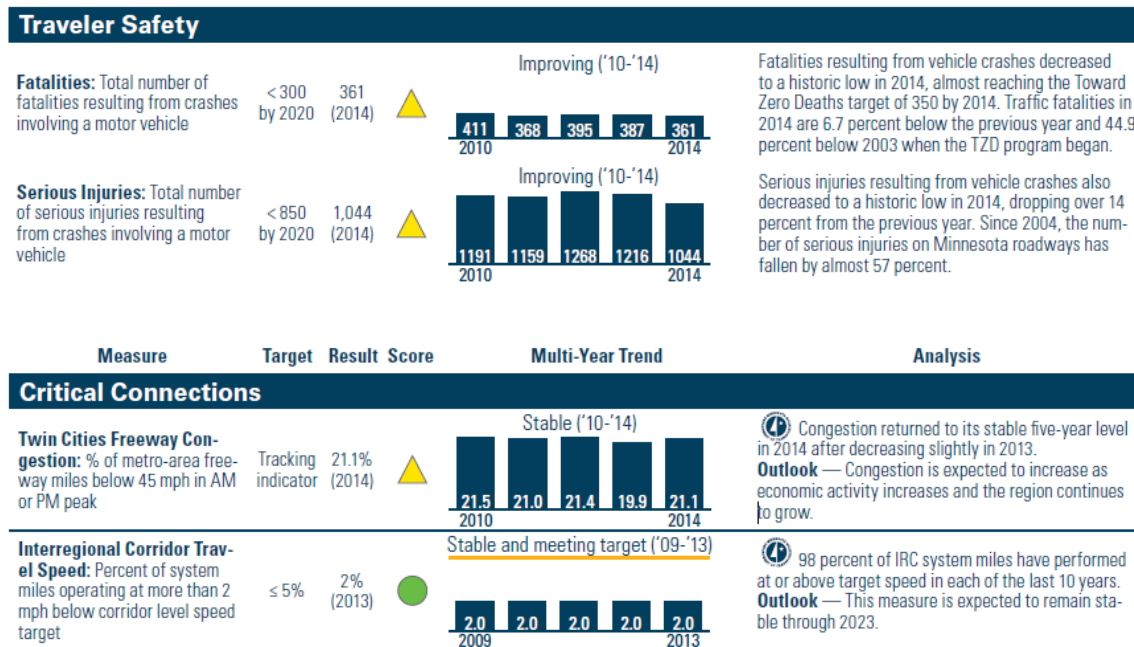 Traveler Safety
Fatalities: Total number of
fatalities resulting from crashes
involving a motor vehicle
< 300
by 2020
361
(2014)
Improving ('10-'14)
411 368 395 387 361
2010 2014
Fatalities resulting from vehicle crashes decreased
to a historic low in 2014, almost reaching the Toward
Zero Deaths target of 350 by 2014. Traffic fatalities in
2014 are 6.7 percent below the previous year and 44.9
percent below 2003 when the TZD program began.
Serious Injuries: Total number
of serious injuries resulting
from crashes involving a motor
vehicle
< 850
by 2020
1,044
(2014)
Improving ('10-'14)
1191 1159 1268 1216 1044
2010 2014
Serious injuries resulting from vehicle crashes also
decreased to a historic low in 2014, dropping over 14
percent from the previous year. Since 2004, the num-
ber of serious injuries on Minnesota roadways has
fallen by almost 57 percent.
Measure Target Result Score Multi-Year Trend Analysis
Critical Connections
Twin Cities Freeway Con-
gestion: % of metro-area free-
way miles below 45 mph in AM
or PM peak
Tracking
indicator
21.1%
(2014)
Stable ('10-'14)
21.5 21.0 21.4 19.9 21.1
2010 2014
Congestion returned to its stable five-year level
in 2014 after decreasing slightly in 2013.
Outlook — Congestion is expected to increase as
economic activity increases and the region continues
to grow.
Interregional Corridor Trav-
el Speed: Percent of system
miles operating at more than 2
mph below corridor level speed
target
≤ 5%
2%
(2013)
Stable and meeting target ('09-'13)
2.0 2.0 2.0 2.0 2.0
2009 2013
98 percent of IRC system miles have performed
at or above target speed in each of the last 10 years.
Outlook — This measure is expected to remain sta-
ble through 2023.